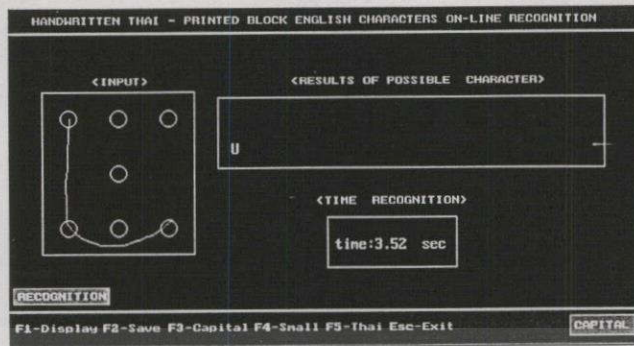 HANDWRITTEN THAI - PRINTED BLOCK ENGLISH CHARACTERS ON-LINE RECOGNITION
<INPUT>
<RESULTS OF POSSIBLE CHARACTER>
U
<TIME RECOGNITION>
time:3.52 sec
RECOGNITION
F1-Display F2-Save F3-Capital F4-Small F5-Thai Esc-Exit
CAPITAL